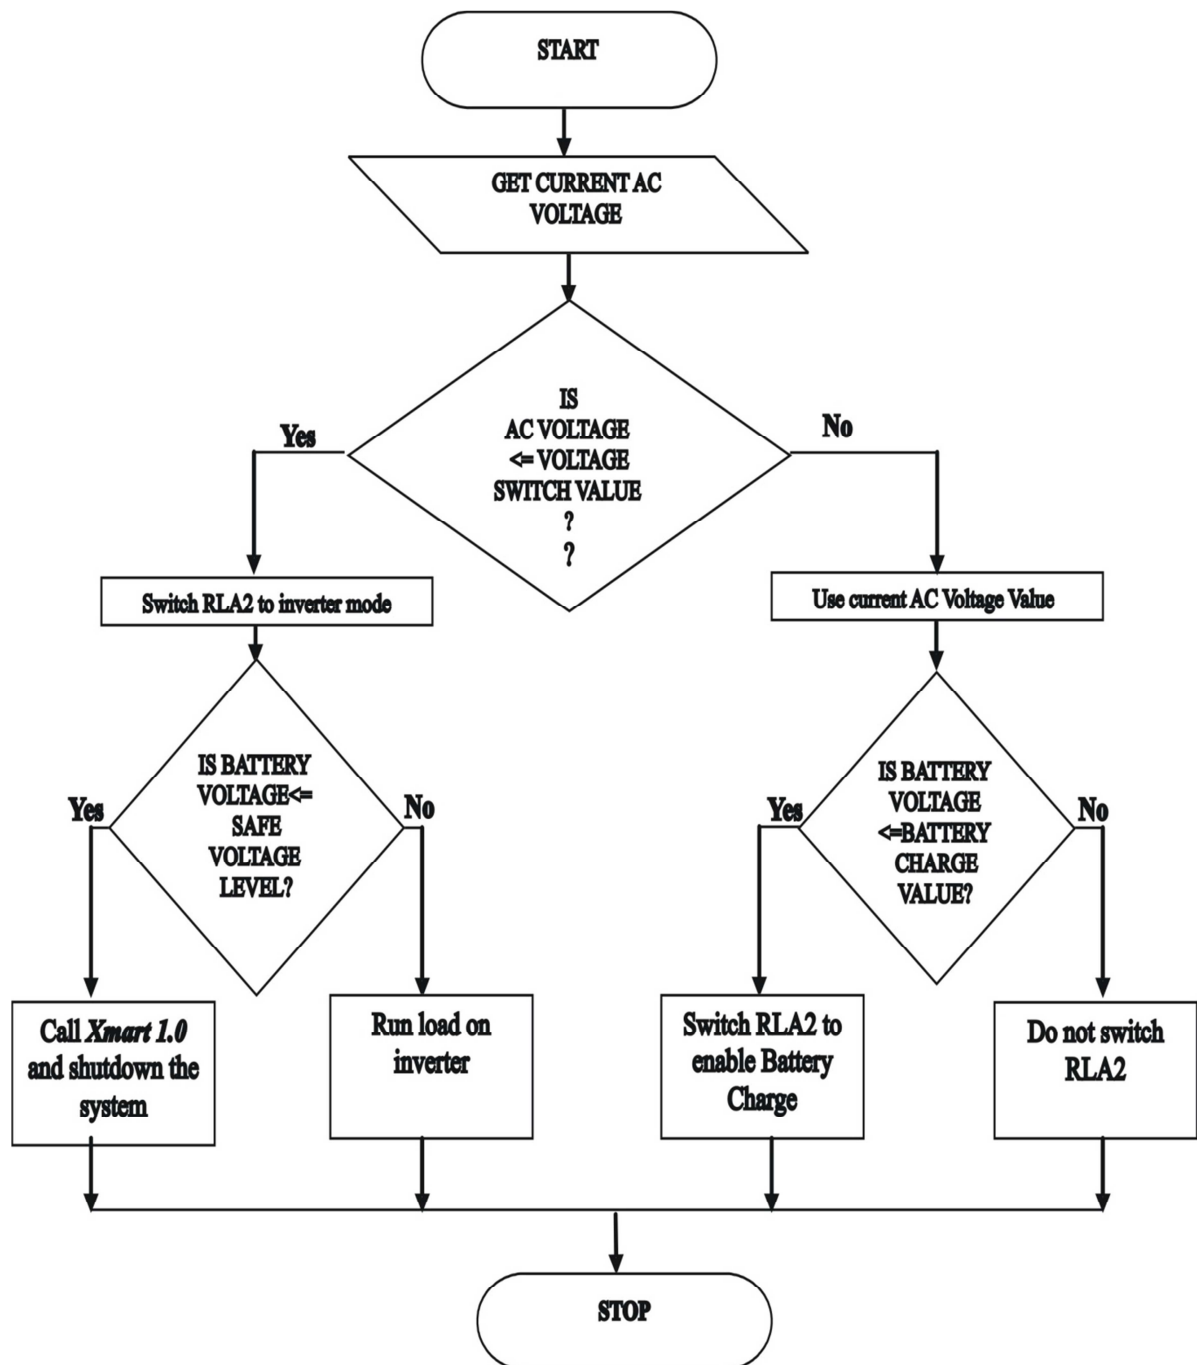 START
GET CURRENT AC
VOLTAGE
IS
AC VOLTAGE
<= VOLTAGE
SWITCH VALUE
?
?
Yes
No
Switch RLA2 to inverter mode
Use current AC Voltage Value
IS BATTERY
VOLTAGE<=
SAFE
VOLTAGE
LEVEL?
Yes
No
IS BATTERY
VOLTAGE
<=BATTERY
CHARGE
VALUE?
Yes
No
Call Xmart 1.0
and shutdown the
system
Run load on
inverter
Switch RLA2 to
enable Battery
Charge
Do not switch
RLA2
STOP